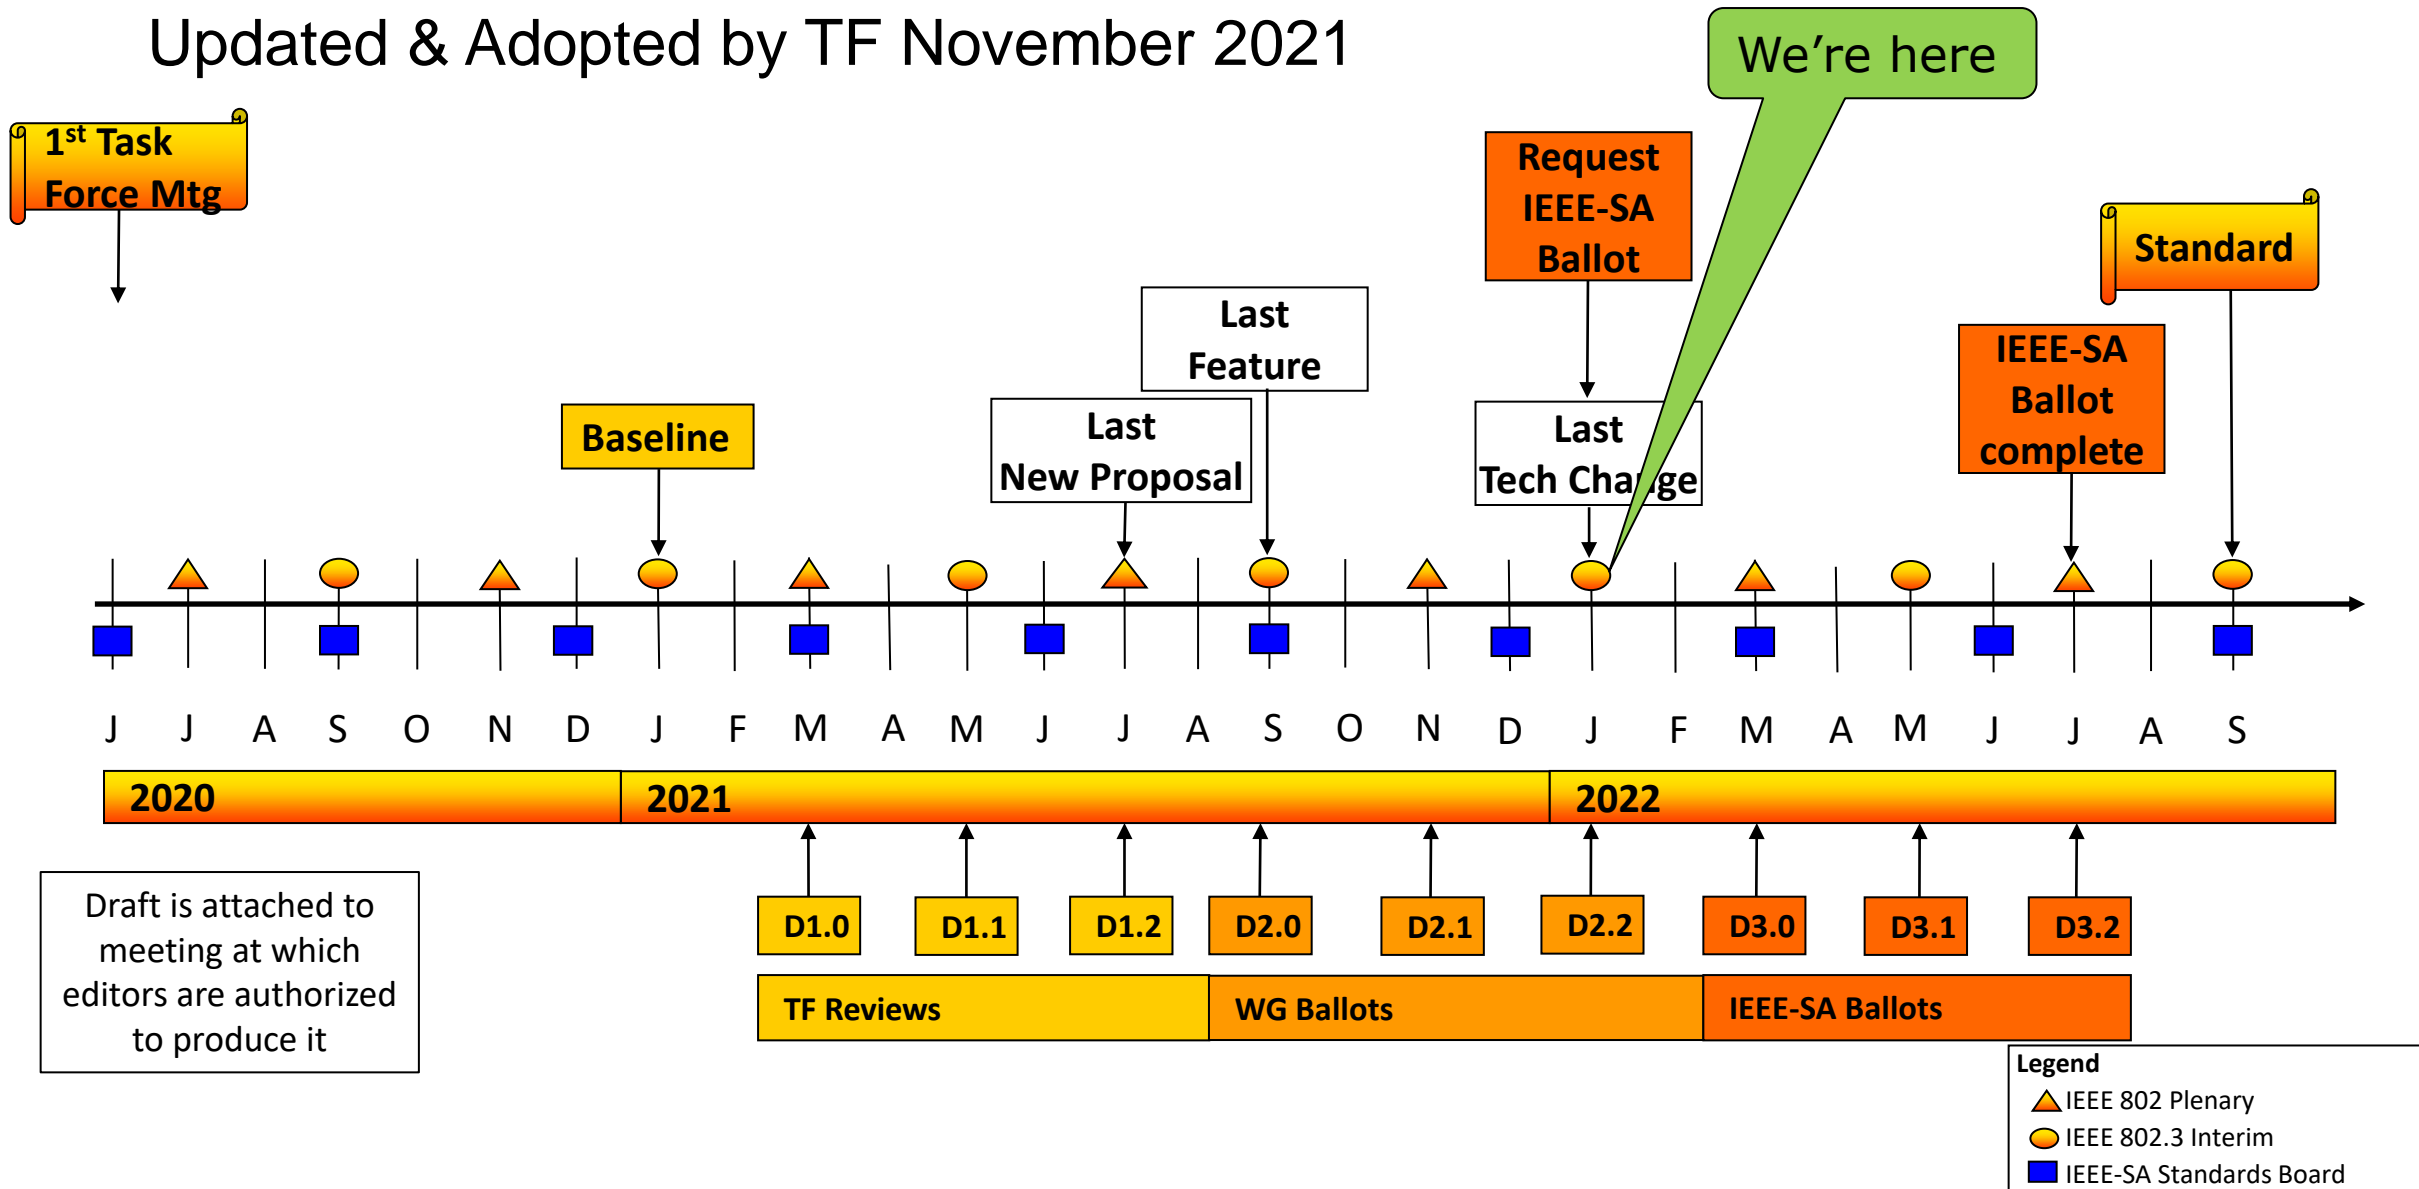 Updated & Adopted by TF November 2021
We're here
1st Task
Force Mtg
Request
IEEE-SA
Ballot
Standard
Last
Feature
IEEE-SA
Ballot
complete
Baseline
Last
New Proposal
Last
Tech Change
J J A S O N D J F M A M J J A S O N D J F M A M J J A S
2020 2021 2022
Draft is attached to
meeting at which
editors are authorized
to produce it
D1.0 D1.1 D1.2 D2.0 D2.1 D2.2 D3.0 D3.1 D3.2
TF Reviews WG Ballots IEEE-SA Ballots
Legend
IEEE 802 Plenary
IEEE 802.3 Interim
IEEE-SA Standards Board